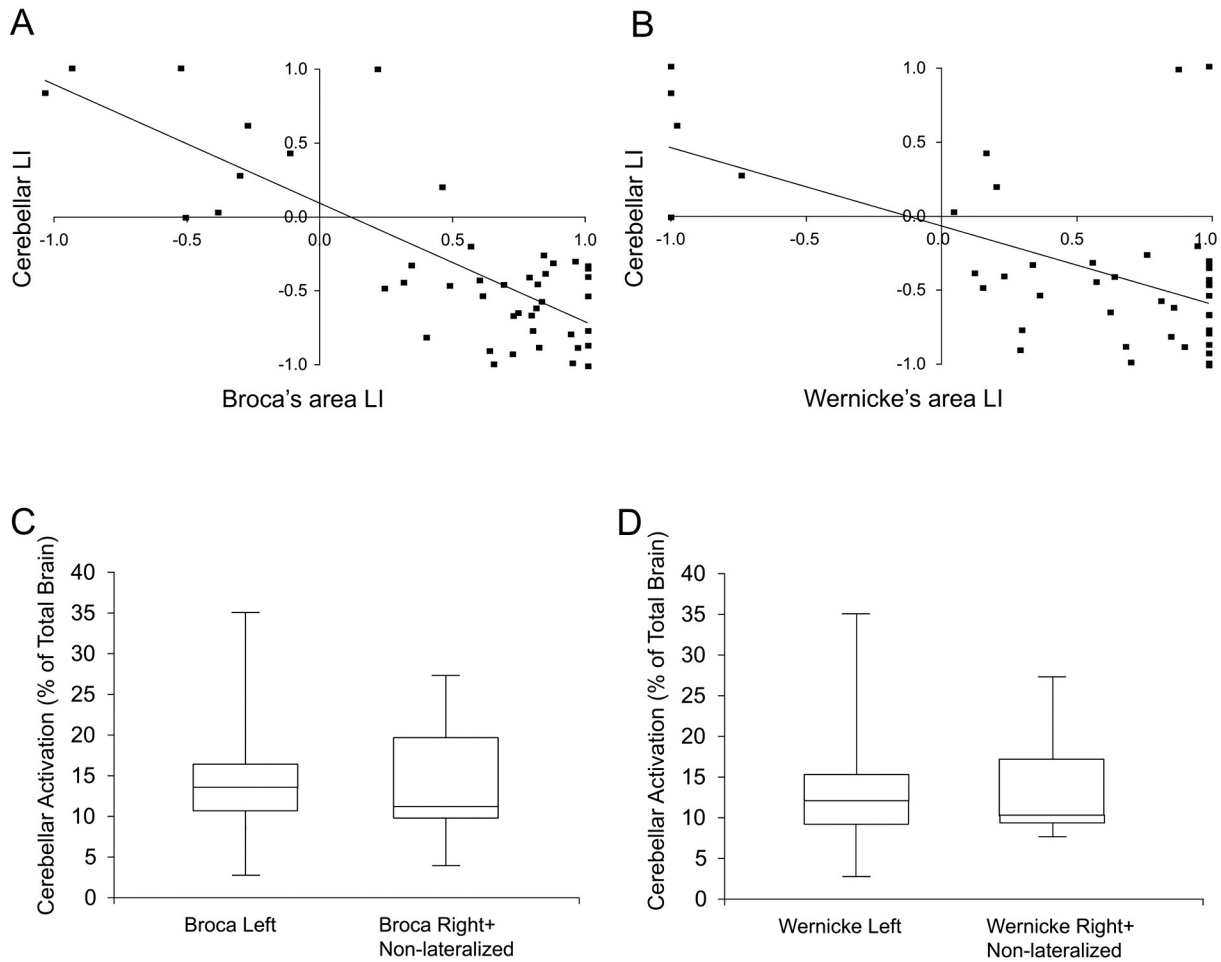 A
B
1.0
0.5
0.0
-1.0
-0.5
0.0
0.5
1.0
-0.5
-1.0
Cerebellar LI
Broca's area LI
1.0
0.5
0.0
-1.0
-0.5
0.0
0.5
1.0
-0.5
-1.0
Cerebellar LI
Wernicke's area LI
C
D
Cerebellar Activation (% of Total Brain)
40
35
30
25
20
15
10
5
0
Broca Left
Broca Right+
Non-lateralized
Cerebellar Activation (% of Total Brain)
40
35
30
25
20
15
10
5
0
Wernicke Left
Wernicke Right+
Non-lateralized